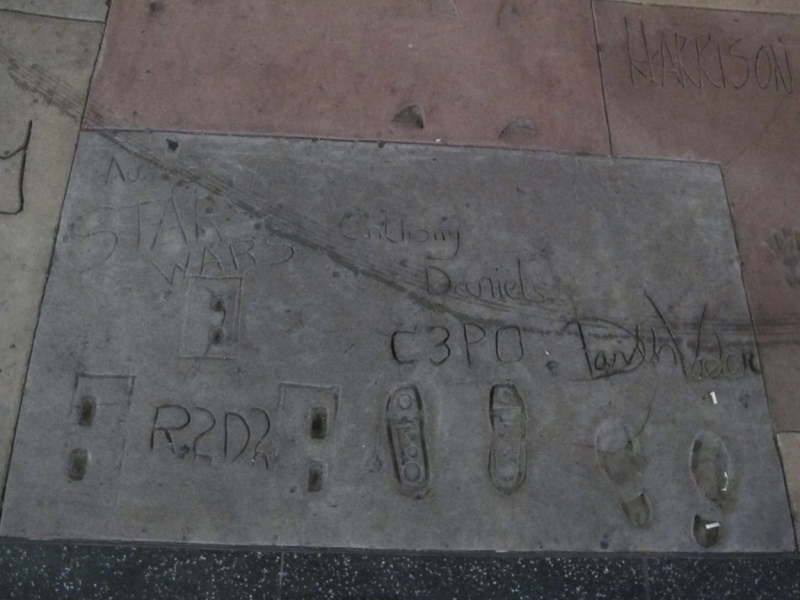 HARRISON
STAR
WARS
Anthony
Daniels
C3PO
Darth Vader
R2D2